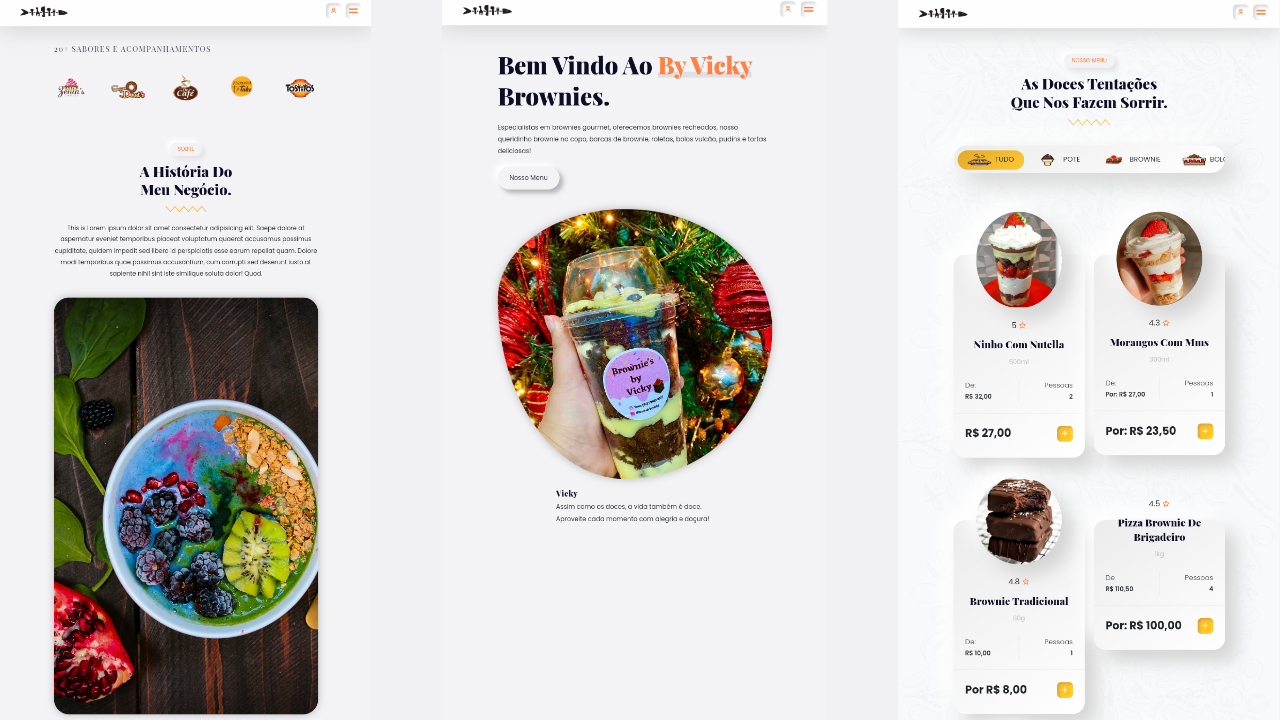 20+ SABORES E ACOMPANHAMENTOS
Café
TOSTITOS
SOBRE
A História Do
Meu Negócio.
This is Lorem ipsum dolor sit amet consectetur adipisicing elit. Saepe dolore at
aspernatur eveniet temporibus placeat voluptatum quaerat accusamus possimus
cupiditate, quidem impedit sed libero id perspiciatis esse earum repellat quam. Dolore
modi temporibus quae possimus accusantium, cum corrupti sed deserunt iusto al
sapiente nihil sint iste similique soluta dolor! Quod.
Bem Vindo Ao By Vicky
Brownies.
Especialistas em brownies gourmet, oferecemos brownies recheados, nosso
queridinho brownie no copo, barcas de brownie, roletas, bolos vulcão, pudins e tortas
deliciosas!
Nosso Menu
Brownie's
by
Vicky
Vicky
Assim como os doces, a vida também é doce.
Aproveite cada momento com alegria e doçura!
NOSSO MENU
As Doces Tentações
Que Nos Fazem Sorrir.
TUDO
POTE
BROWNIE
5
Ninho Com Nutella
500ml
De: Pessoas
R$ 32,00 2
R$ 27,00 +
4.3
Morangos Com Mms
300ml
De: Pessoas
Por: R$ 27,00 1
Por: R$ 23,50 +
4.8
Brownie Tradicional
De: Pessoas
R$ 10,00 1
Por R$ 8,00 +
4.5
Pizza Brownie De
Brigadeiro
1kg
De Pessoas
R$ 110,50 4
Por: R$ 100,00 +